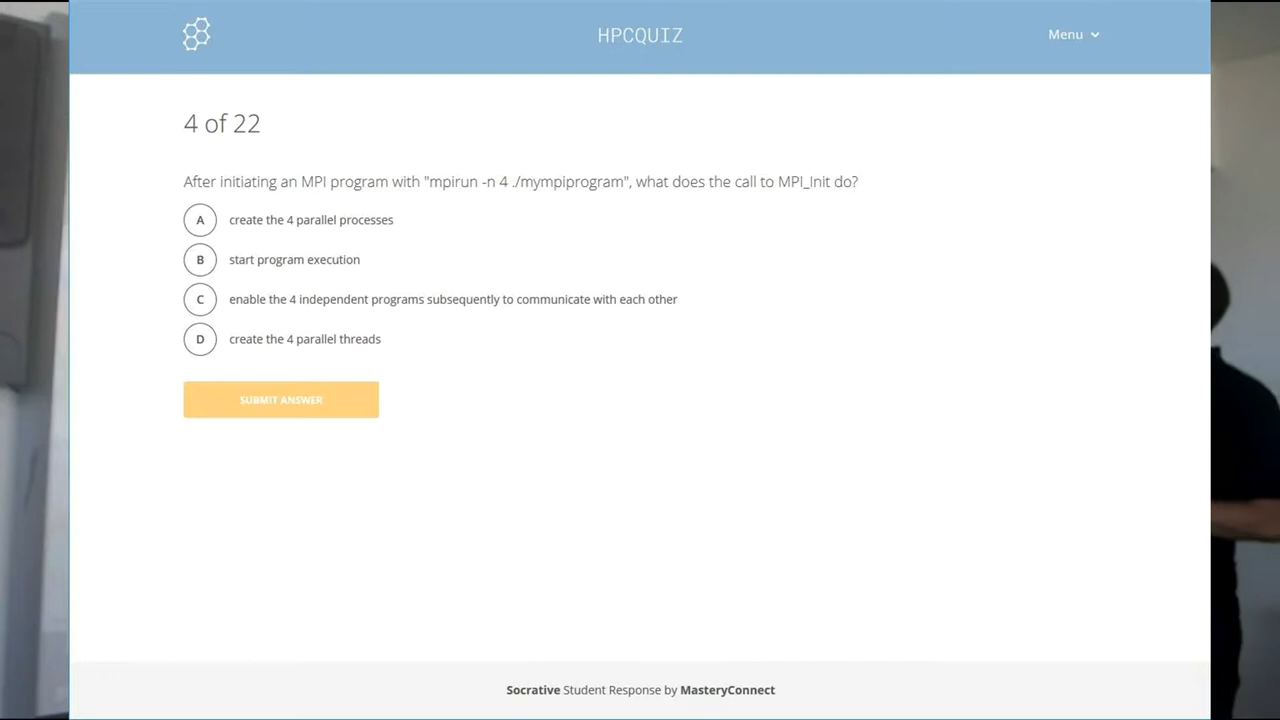 HPCQUIZ
Menu
4 of 22
After initiating an MPI program with "mpirun -n 4 ./mympiprogram", what does the call to MPI_Init do?
A create the 4 parallel processes
B start program execution
C enable the 4 independent programs subsequently to communicate with each other
D create the 4 parallel threads
SUBMIT ANSWER
Socrative Student Response by MasteryConnect